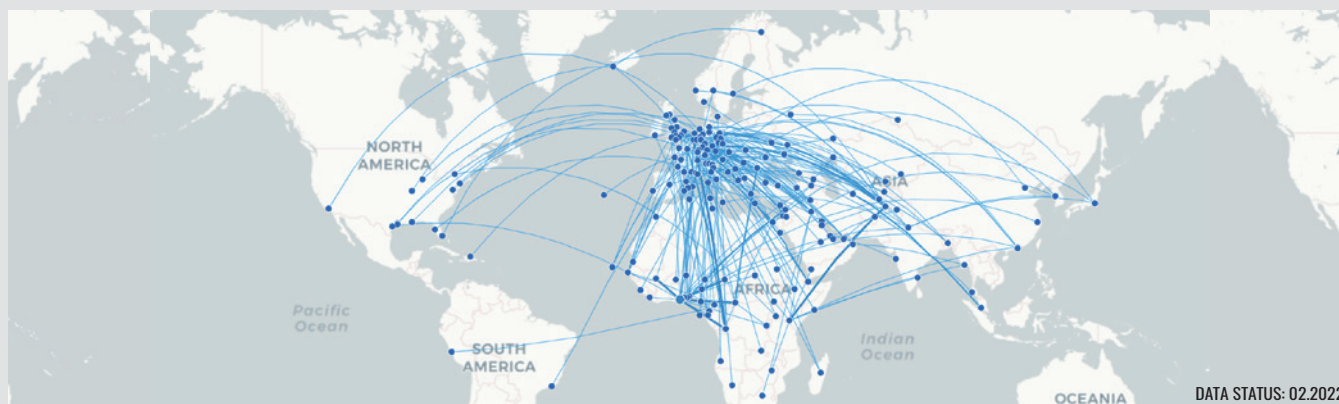 NORTH
AMERICA
ASIA
AFRICA
Pacific
Ocean
SOUTH
AMERICA
Indian
Ocean
OCEANIA
DATA STATUS: 02.2022